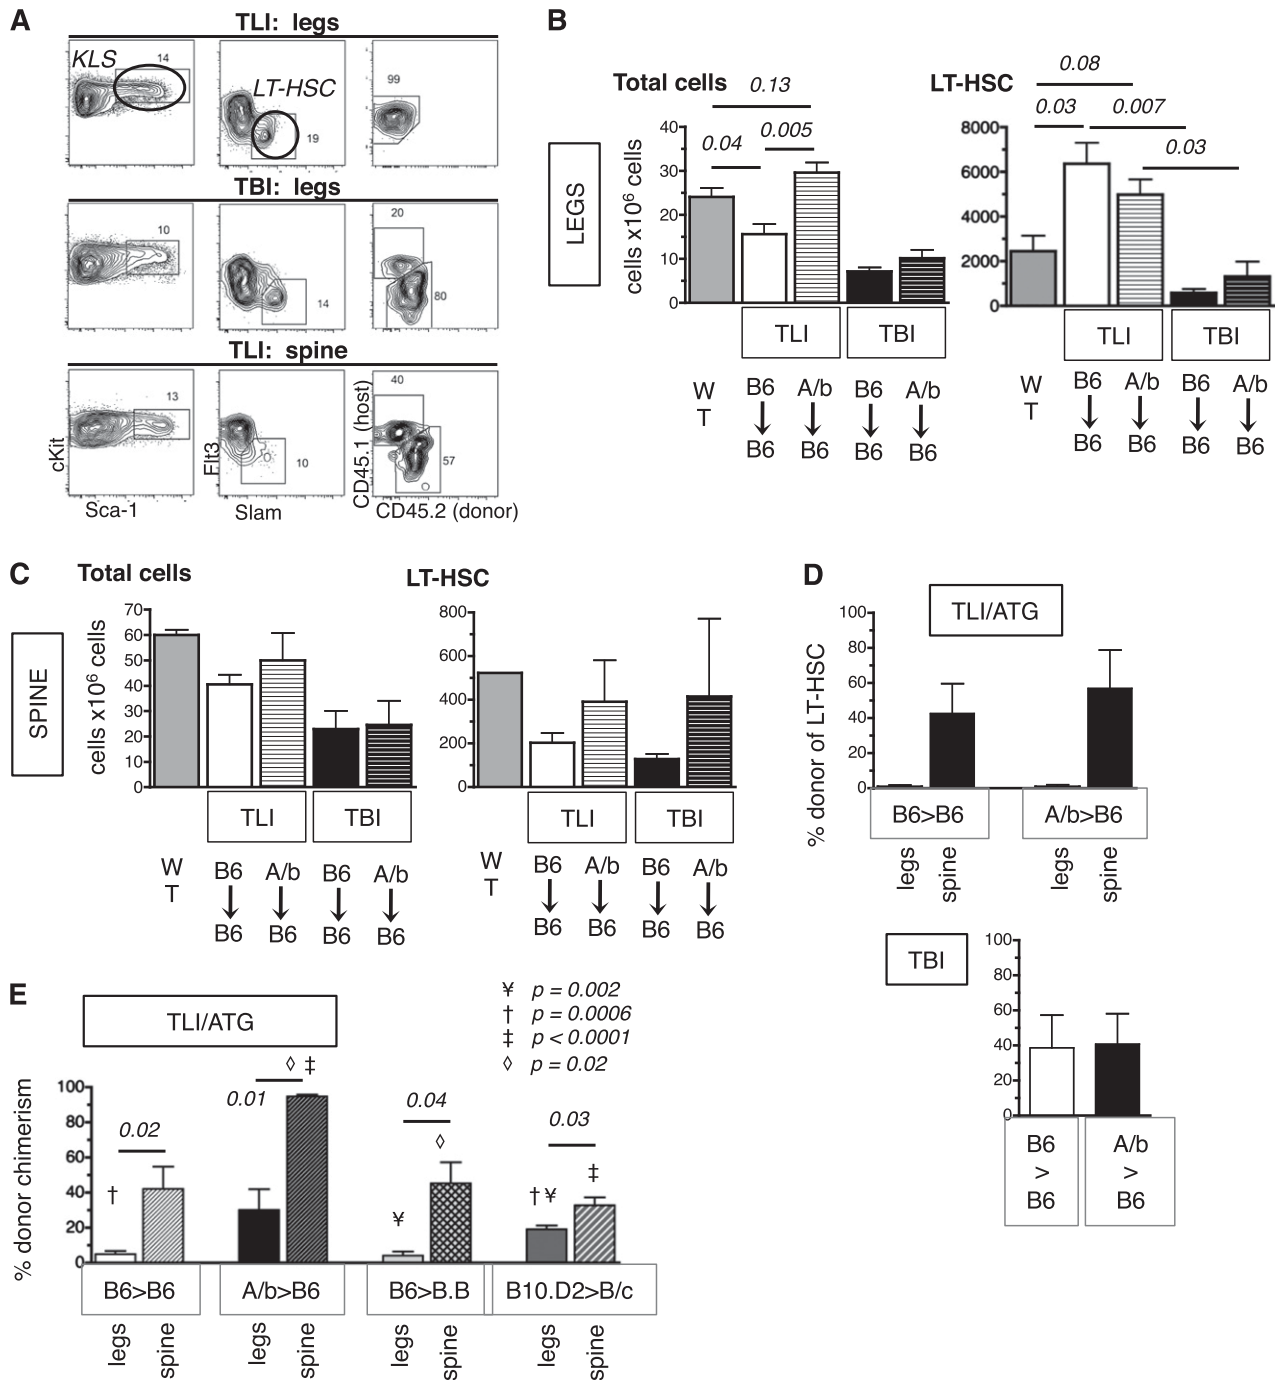 A
TLI: legs
KLS
14
LT-HSC
19
99
TBI: legs
10
14
20
80
TLI: spine
13
10
40
57
cKit
Flt3
CD45.1 (host)
Sca-1
Slam
CD45.2 (donor)
B
LEGS
Total cells
0.13
0.04
0.005
cells x10⁶ cells
40
30
20
10
0
TLI
TBI
W
T
B6
A/b
B6
A/b
B6
B6
B6
B6
LT-HSC
0.08
0.03
0.007
0.03
8000
6000
4000
2000
0
TLI
TBI
W
T
B6
A/b
B6
A/b
B6
B6
B6
B6
C
SPINE
Total cells
cells x10⁶ cells
70
60
50
40
30
20
10
0
TLI
TBI
W
T
B6
A/b
B6
A/b
B6
B6
B6
B6
LT-HSC
800
600
400
200
0
TLI
TBI
W
T
B6
A/b
B6
A/b
B6
B6
B6
B6
D
TLI/ATG
% donor of LT-HSC
100
80
60
40
20
0
B6>B6
A/b>B6
legs
spine
legs
spine
TBI
100
80
60
40
20
0
B6
>
B6
A/b
>
B6
E
TLI/ATG
¥ p = 0.002
† p = 0.0006
‡ p < 0.0001
◊ p = 0.02
% donor chimerism
100
80
60
40
20
0
0.02
†
0.01
◊ ‡
0.04
¥
◊
0.03
† ¥
‡
B6>B6
A/b>B6
B6>B.B
B10.D2>B/c
legs
spine
legs
spine
legs
spine
legs
spine